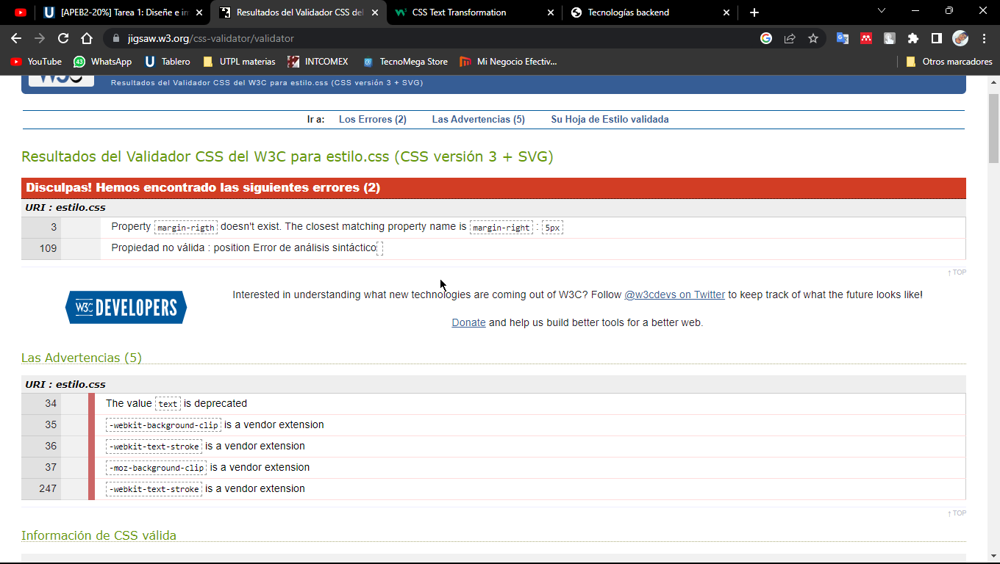 [APEB2-20%] Tarea 1: Diseñe e in
Resultados del Validador CSS del
CSS Text Transformation
Tecnologías backend
jigsaw.w3.org/css-validator/validator
YouTube
43 WhatsApp
Tablero
UTPL materias
INTCOMEX
TecnoMega Store
Mi Negocio Efectiv...
Otros marcadores
W3C
Resultados del Validador CSS del W3C para estilo.css (CSS versión 3 + SVG)
Ir a: Los Errores (2) Las Advertencias (5) Su Hoja de Estilo validada
Resultados del Validador CSS del W3C para estilo.css (CSS versión 3 + SVG)
Disculpas! Hemos encontrado las siguientes errores (2)
URI : estilo.css
3 Property margin-rigth doesn't exist. The closest matching property name is margin-right : 5px
109 Propiedad no válida : position Error de análisis sintáctico
↑ TOP
W3C DEVELOPERS
Interested in understanding what new technologies are coming out of W3C? Follow @w3cdevs on Twitter to keep track of what the future looks like!
Donate and help us build better tools for a better web.
Las Advertencias (5)
URI : estilo.css
34 The value text is deprecated
35 -webkit-background-clip is a vendor extension
36 -webkit-text-stroke is a vendor extension
37 -moz-background-clip is a vendor extension
247 -webkit-text-stroke is a vendor extension
↑ TOP
Información de CSS válida